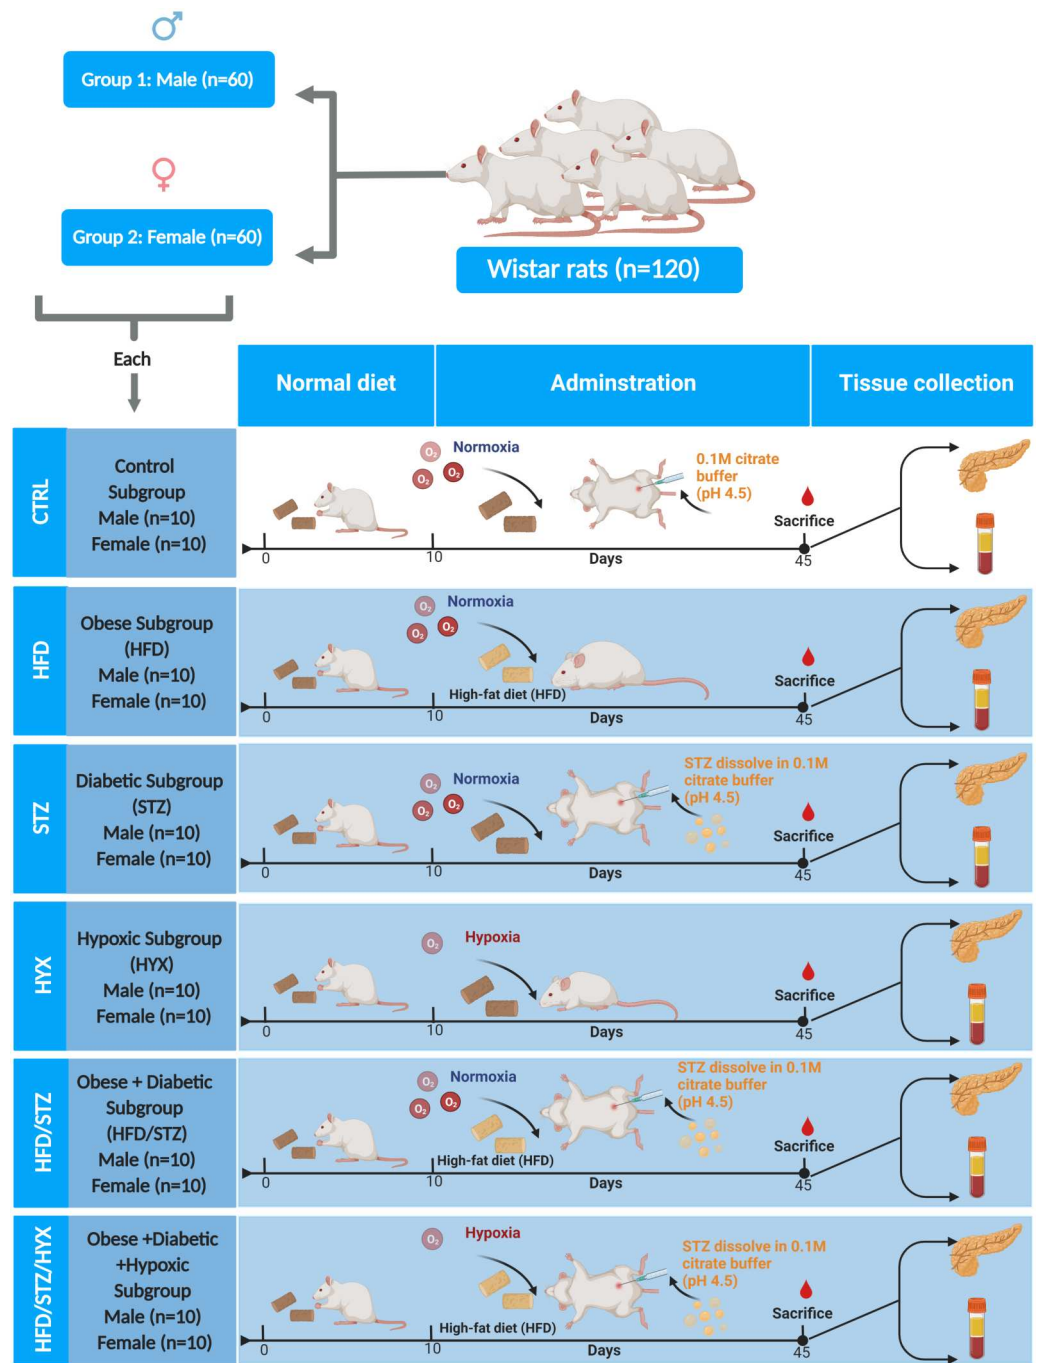 Group 1: Male (n=60)
Group 2: Female (n=60)
Wistar rats (n=120)
Each
Normal diet
Adminstration
Tissue collection
CTRL
Control
Subgroup
Male (n=10)
Female (n=10)
O₂
O₂
O₂
Normoxia
0.1M citrate
buffer
(pH 4.5)
Sacrifice
0
10
Days
45
HFD
Obese Subgroup
(HFD)
Male (n=10)
Female (n=10)
O₂
O₂
O₂
Normoxia
High-fat diet (HFD)
Sacrifice
0
10
Days
45
STZ
Diabetic Subgroup
(STZ)
Male (n=10)
Female (n=10)
O₂
O₂
O₂
Normoxia
STZ dissolve in 0.1M
citrate buffer
(pH 4.5)
Sacrifice
0
10
Days
45
HYX
Hypoxic Subgroup
(HYX)
Male (n=10)
Female (n=10)
O₂
Hypoxia
Sacrifice
0
10
Days
45
HFD/STZ
Obese + Diabetic
Subgroup
(HFD/STZ)
Male (n=10)
Female (n=10)
O₂
O₂
O₂
Normoxia
High-fat diet (HFD)
STZ dissolve in 0.1M
citrate buffer
(pH 4.5)
Sacrifice
0
10
Days
45
HFD/STZ/HYX
Obese +Diabetic
+Hypoxic
Subgroup
Male (n=10)
Female (n=10)
O₂
Hypoxia
High-fat diet (HFD)
STZ dissolve in 0.1M
citrate buffer
(pH 4.5)
Sacrifice
0
10
Days
45